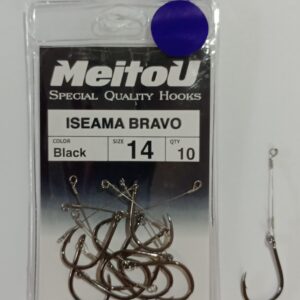 MeitoU
SPECIAL QUALITY HOOKS
ISEAMA BRAVO
COLOR Black SIZE 14 QTY 10